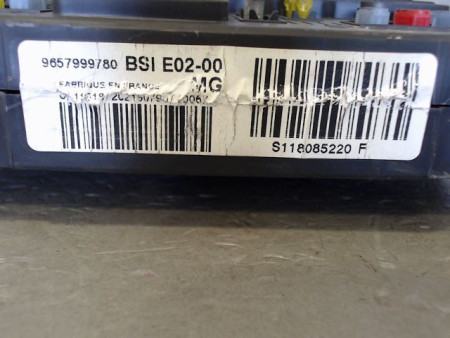 9657999780 BSI E02-00
FABRIQUE EN FRANCE MG
S118085220 F